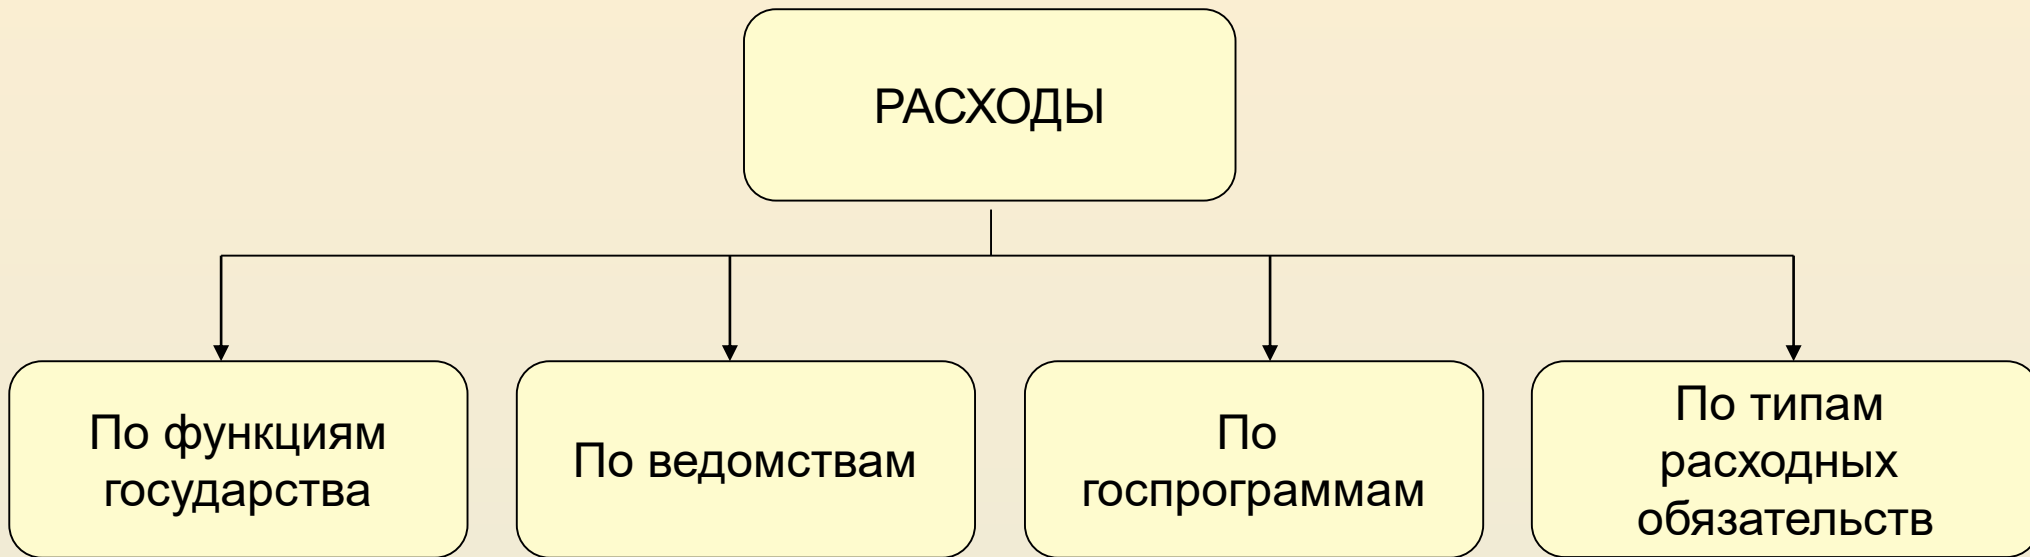 РАСХОДЫ
По функциям
государства
По ведомствам
По
госпрограммам
По типам
расходных
обязательств